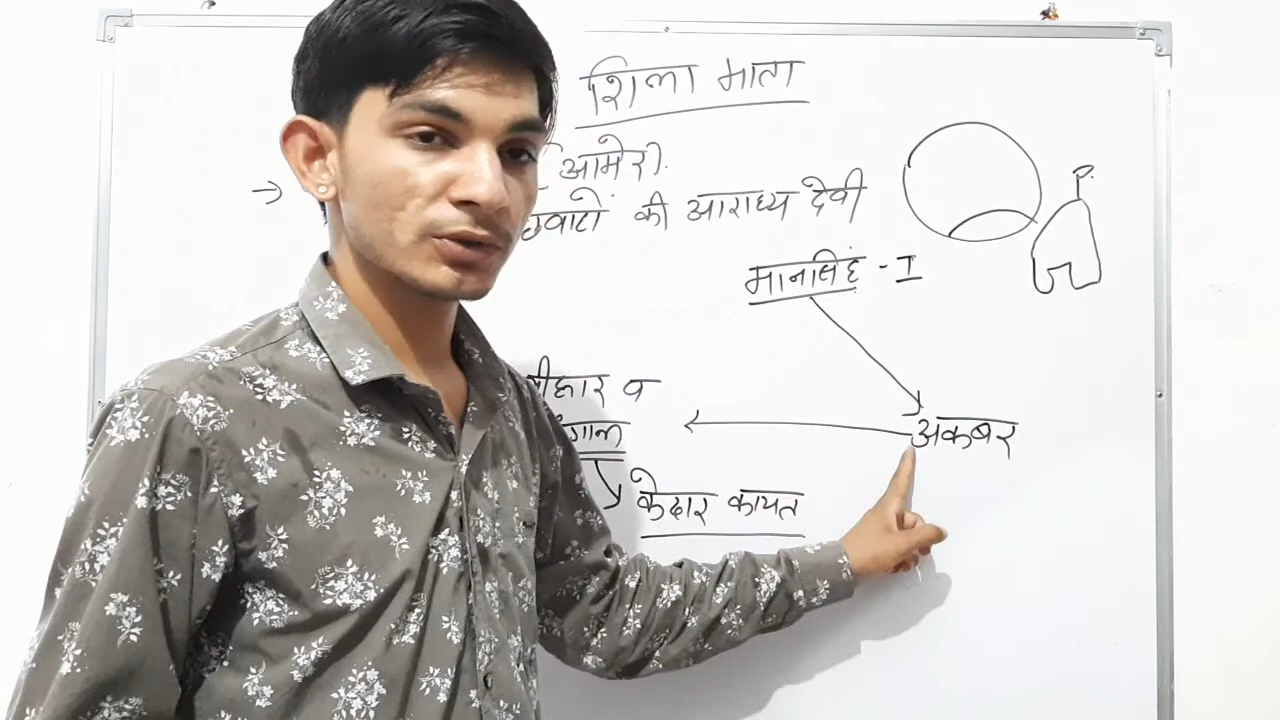 शिला माता
आमेर).
की आराध्य देवी
मानसिंह - I
व
अकबर
केदार कायत